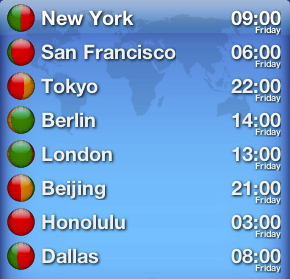 New York 09:00
Friday
San Francisco 06:00
Friday
Tokyo 22:00
Friday
Berlin 14:00
Friday
London 13:00
Friday
Beijing 21:00
Friday
Honolulu 03:00
Friday
Dallas 08:00
Friday